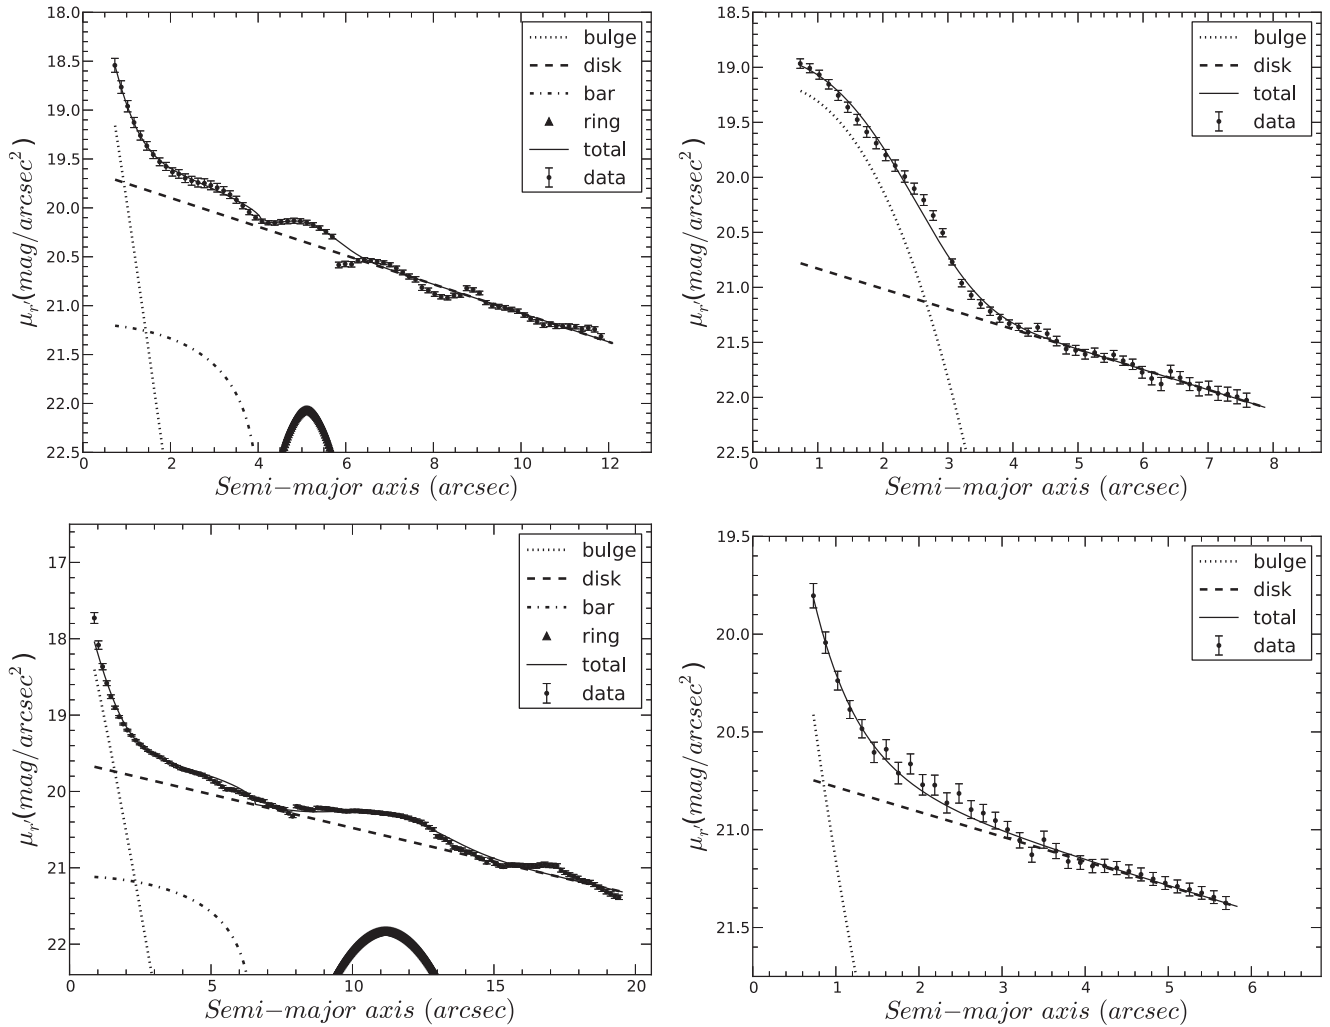 18.5
19.0
19.5
20.0
20.5
21.0
21.5
22.0
22.5
μr′(mag/arcsec²)
bulge
disk
bar
ring
total
data
0 2 4 6 8 10 12
Semi−major axis (arcsec)
18.5
19.0
19.5
20.0
20.5
21.0
21.5
22.0
22.5
μr′(mag/arcsec²)
bulge
disk
total
data
0 1 2 3 4 5 6 7 8
Semi−major axis (arcsec)
17
18
19
20
21
22
μr′(mag/arcsec²)
bulge
disk
bar
ring
total
data
0 5 10 15 20
Semi−major axis (arcsec)
19.5
20.0
20.5
21.0
21.5
μr′(mag/arcsec²)
bulge
disk
total
data
0 1 2 3 4 5 6
Semi−major axis (arcsec)